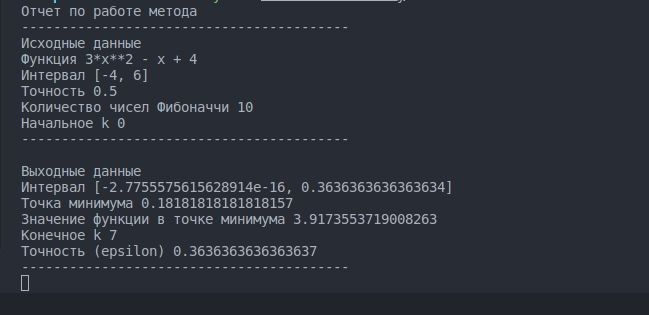 Отчет по работе метода
-----------------------------------------
Исходные данные
Функция 3*x**2 - x + 4
Интервал [-4, 6]
Точность 0.5
Количество чисел Фибоначчи 10
Начальное k 0
-----------------------------------------
Выходные данные
Интервал [-2.7755575615628914e-16, 0.3636363636363634]
Точка минимума 0.18181818181818157
Значение функции в точке минимума 3.9173553719008263
Конечное k 7
Точность (epsilon) 0.3636363636363637
-----------------------------------------